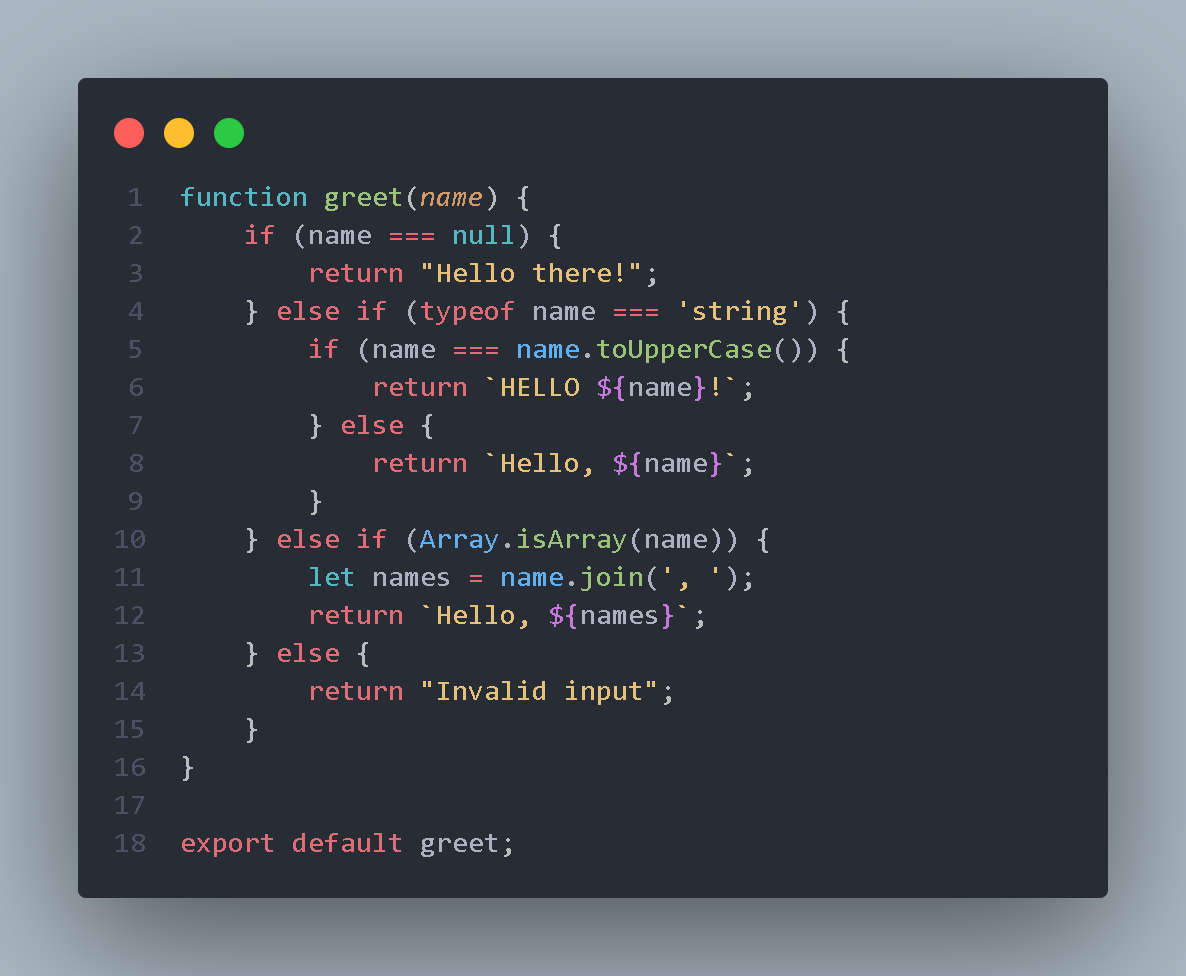 1 function greet(name) {
2     if (name === null) {
3         return "Hello there!";
4     } else if (typeof name === 'string') {
5         if (name === name.toUpperCase()) {
6             return `HELLO ${name}!`;
7         } else {
8             return `Hello, ${name}`;
9         }
10     } else if (Array.isArray(name)) {
11         let names = name.join(', ');
12         return `Hello, ${names}`;
13     } else {
14         return "Invalid input";
15     }
16 }
17
18 export default greet;